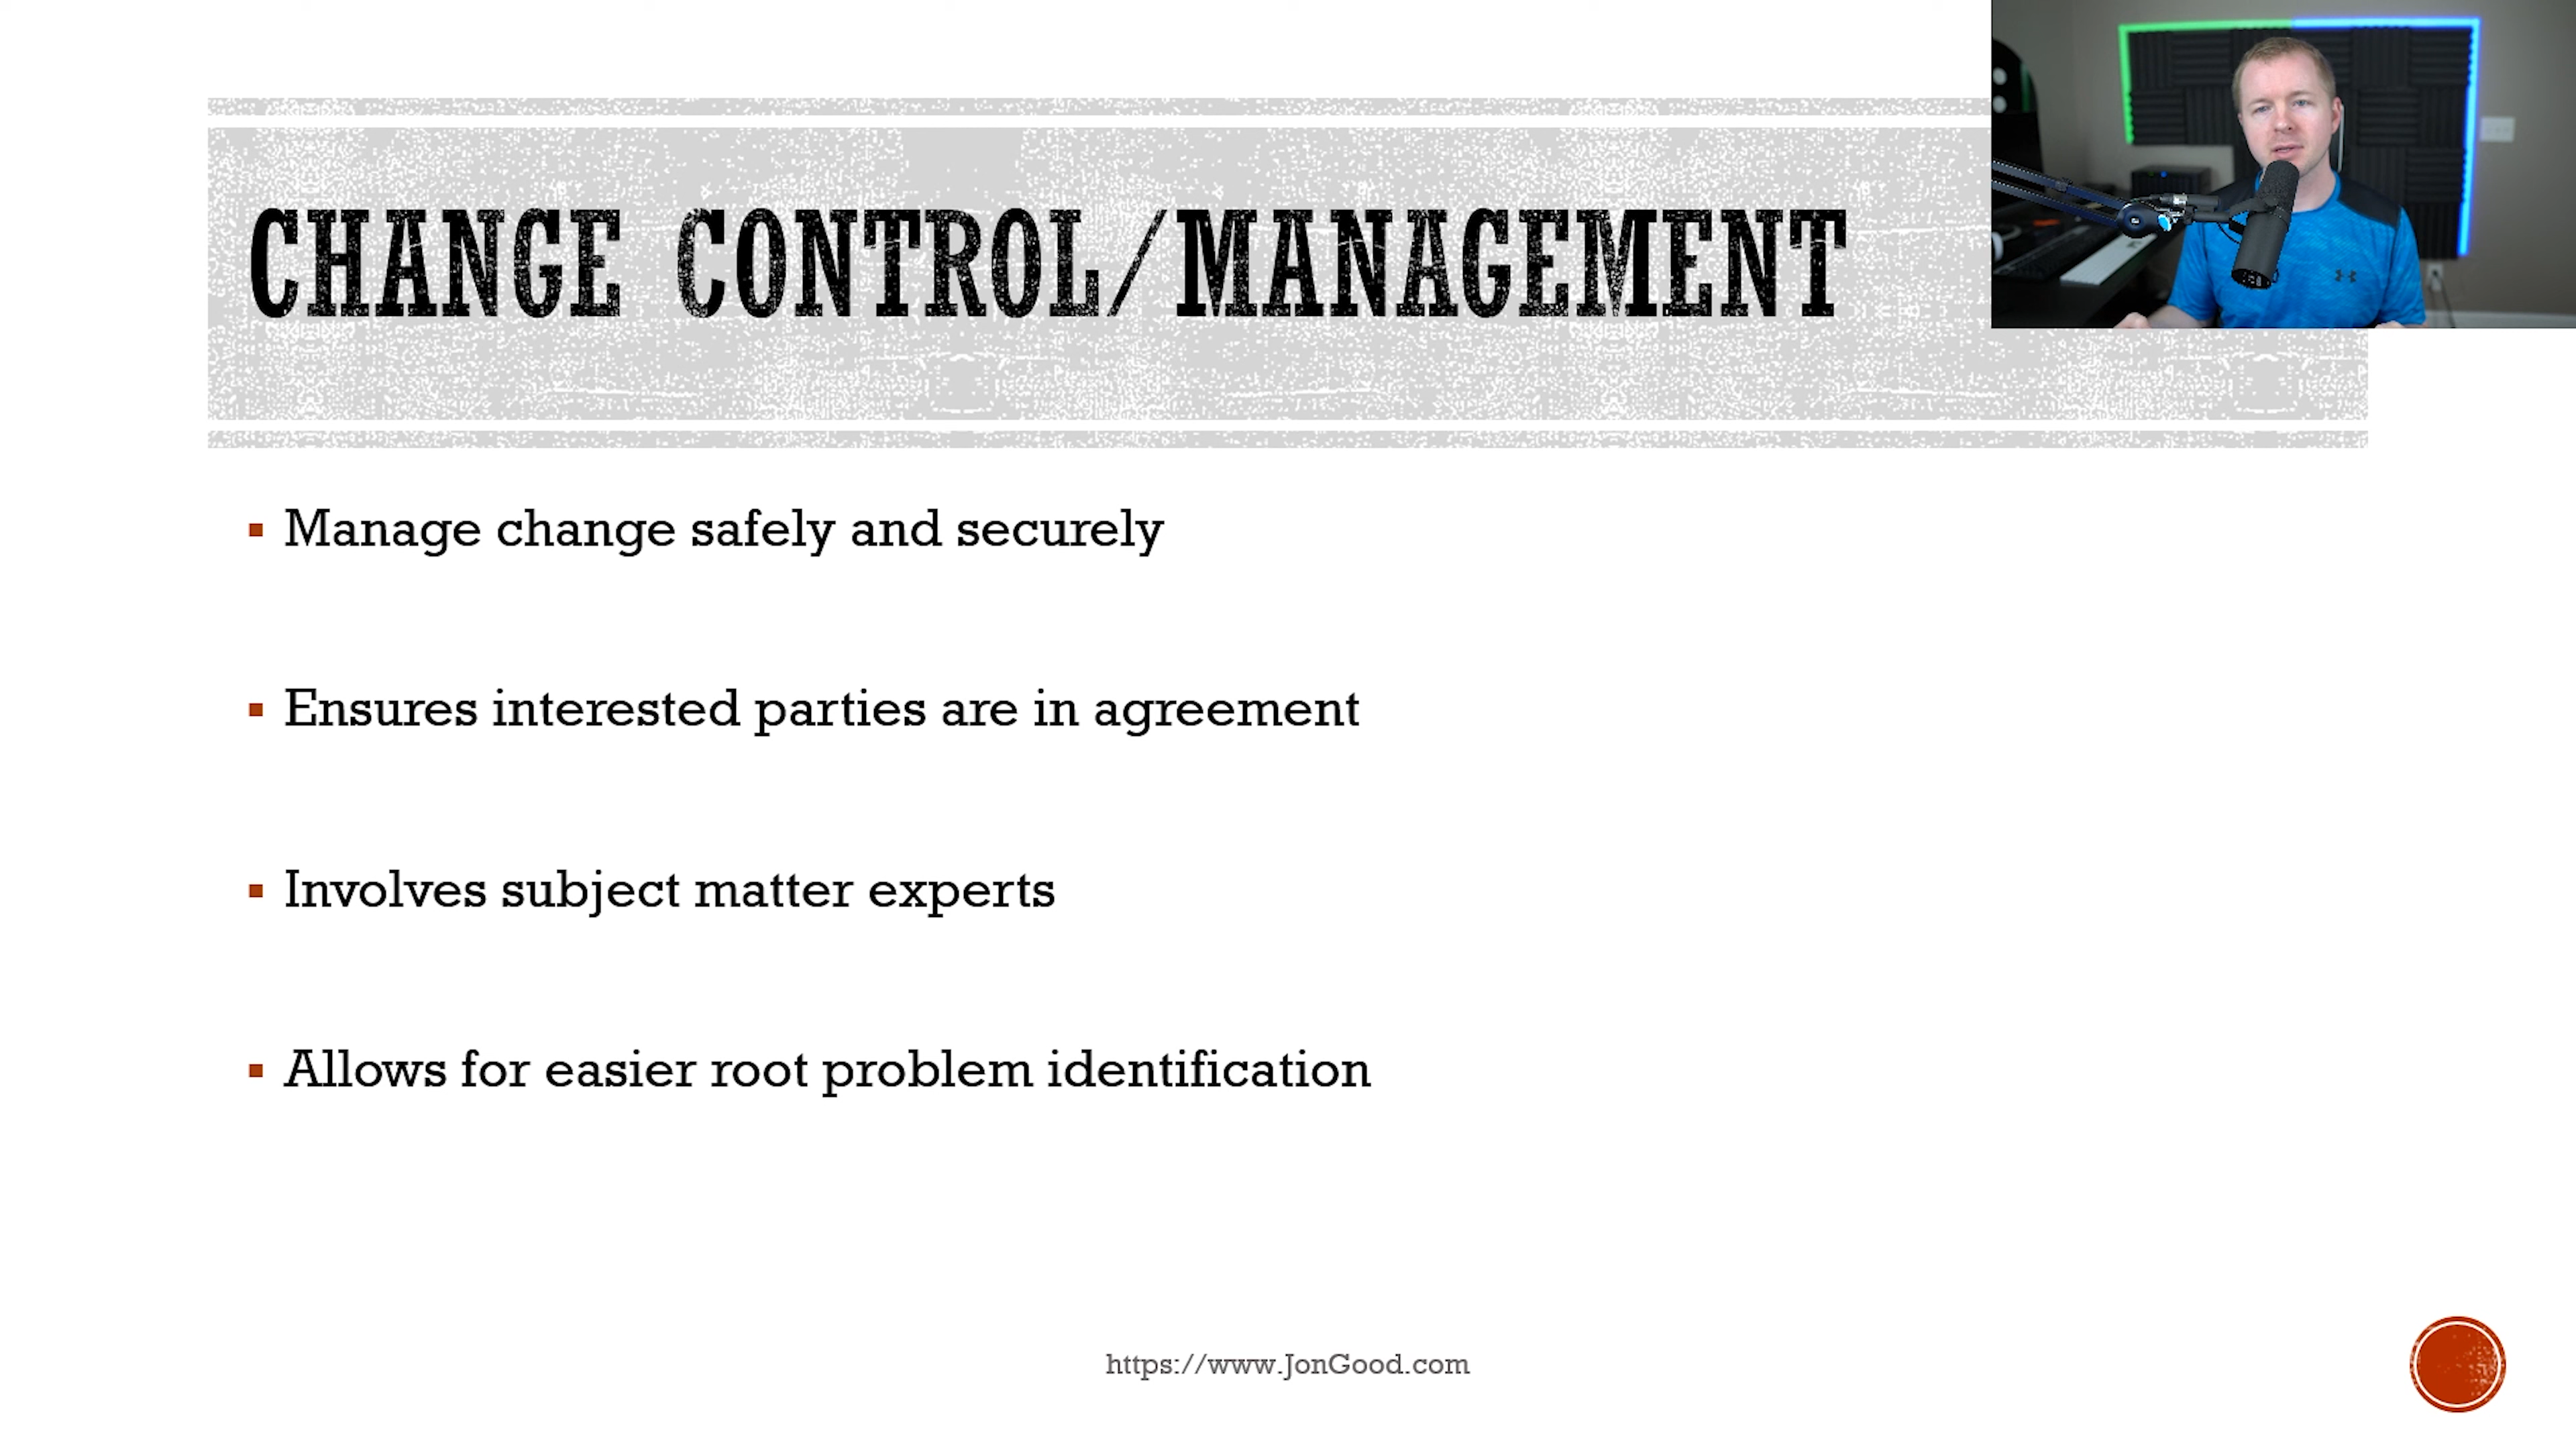 CHANGE CONTROL/MANAGEMENT
Manage change safely and securely
Ensures interested parties are in agreement
Involves subject matter experts
Allows for easier root problem identification
https://www.JonGood.com